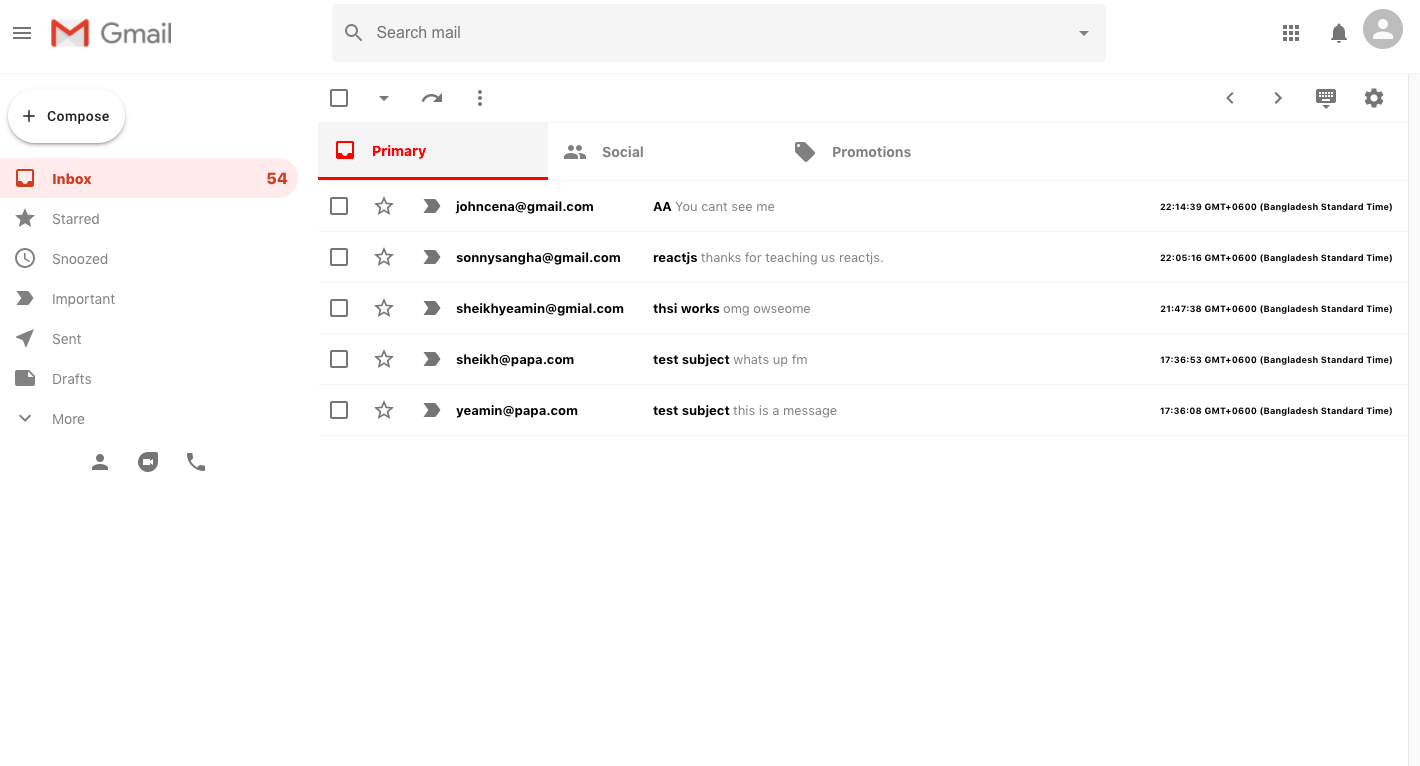 Gmail
Search mail
Compose
Inbox 54
Starred
Snoozed
Important
Sent
Drafts
More
Primary Social Promotions
johncena@gmail.com AA You cant see me 22:14:39 GMT+0600 (Bangladesh Standard Time)
sonnysangha@gmail.com reactjs thanks for teaching us reactjs. 22:05:16 GMT+0600 (Bangladesh Standard Time)
sheikhyeamin@gmial.com thsi works omg owseome 21:47:38 GMT+0600 (Bangladesh Standard Time)
sheikh@papa.com test subject whats up fm 17:36:53 GMT+0600 (Bangladesh Standard Time)
yeamin@papa.com test subject this is a message 17:36:08 GMT+0600 (Bangladesh Standard Time)